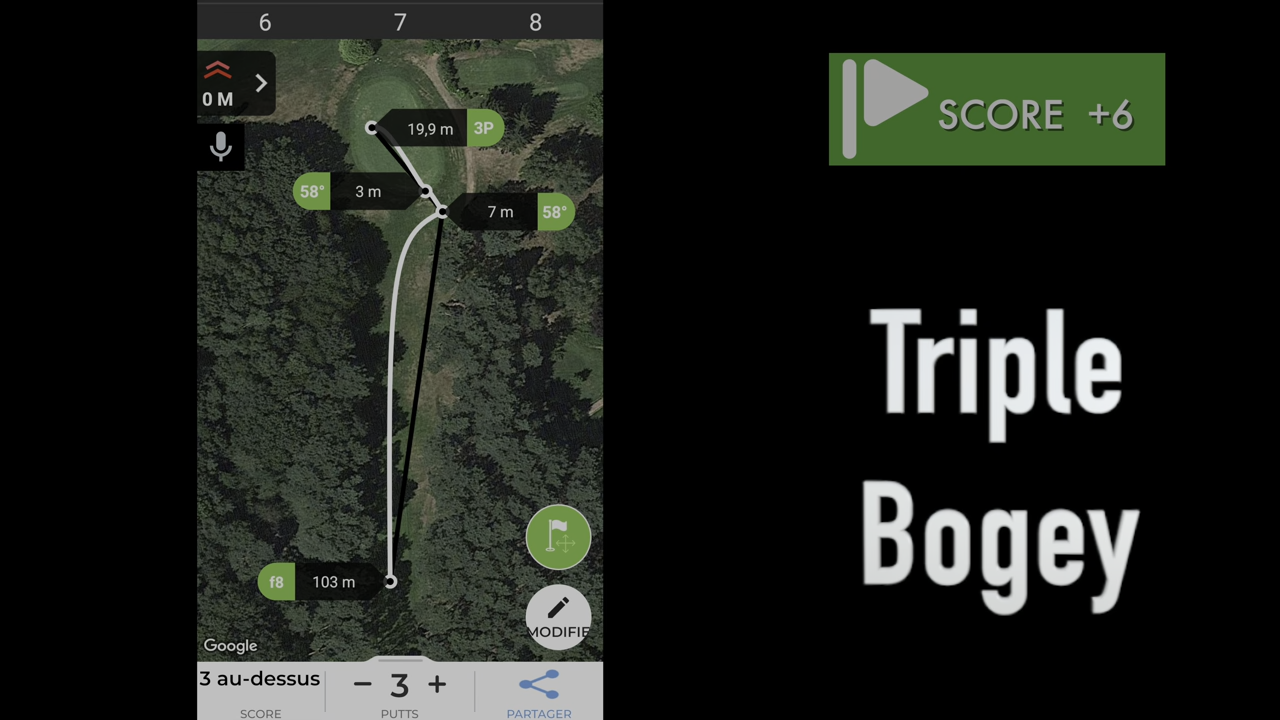 6 7 8
0 M
19,9 m 3P
58° 3 m
7 m 58°
f8 103 m
MODIFIE
Google
3 au-dessus
SCORE
3
PUTTS
PARTAGER
SCORE +6
Triple
Bogey